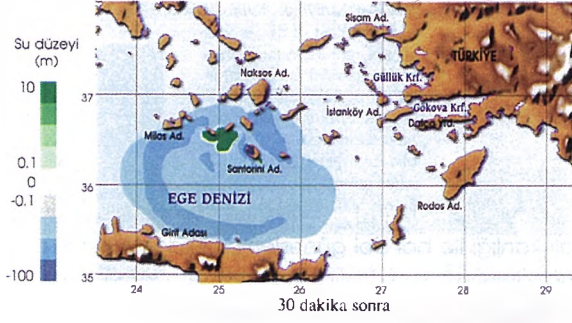 Su düzeyi
(m)
10
0.1
0
-0.1
-100
37
36
35
24
25
26
27
28
29
Sisam Ad.
TÜRKİYE
Naksos Ad.
Güllük Krf.
İstanköy Ad.
Gökova Krf.
Datça Yrd.
Milos Ad.
Santorini Ad.
EGE DENİZİ
Rodos Ad.
Girit Adası
30 dakika sonra